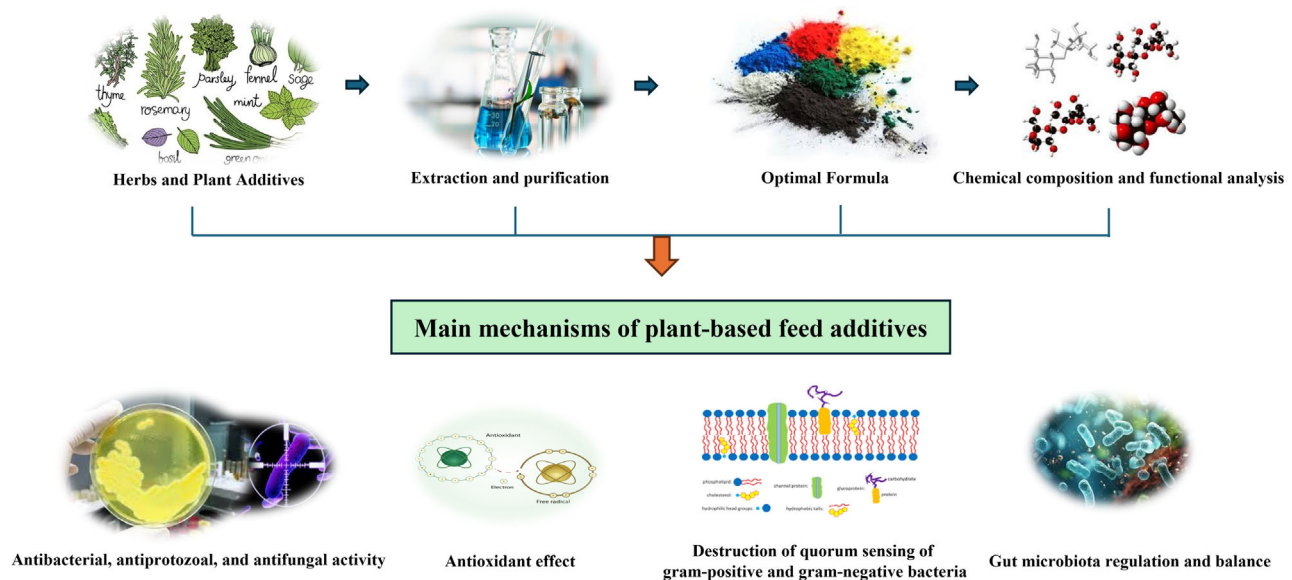 thyme
rosemary
parsley
fennel
sage
mint
basil
Herbs and Plant Additives
Extraction and purification
Optimal Formula
Chemical composition and functional analysis
Main mechanisms of plant-based feed additives
Antioxidant
Electron
Free radical
phospholipid:
channel protein:
glycoprotein:
carbohydrate
protein
cholesterol:
hydrophilic head groups:
hydrophobic tails:
Antibacterial, antiprotozoal, and antifungal activity
Antioxidant effect
Destruction of quorum sensing of
gram-positive and gram-negative bacteria
Gut microbiota regulation and balance